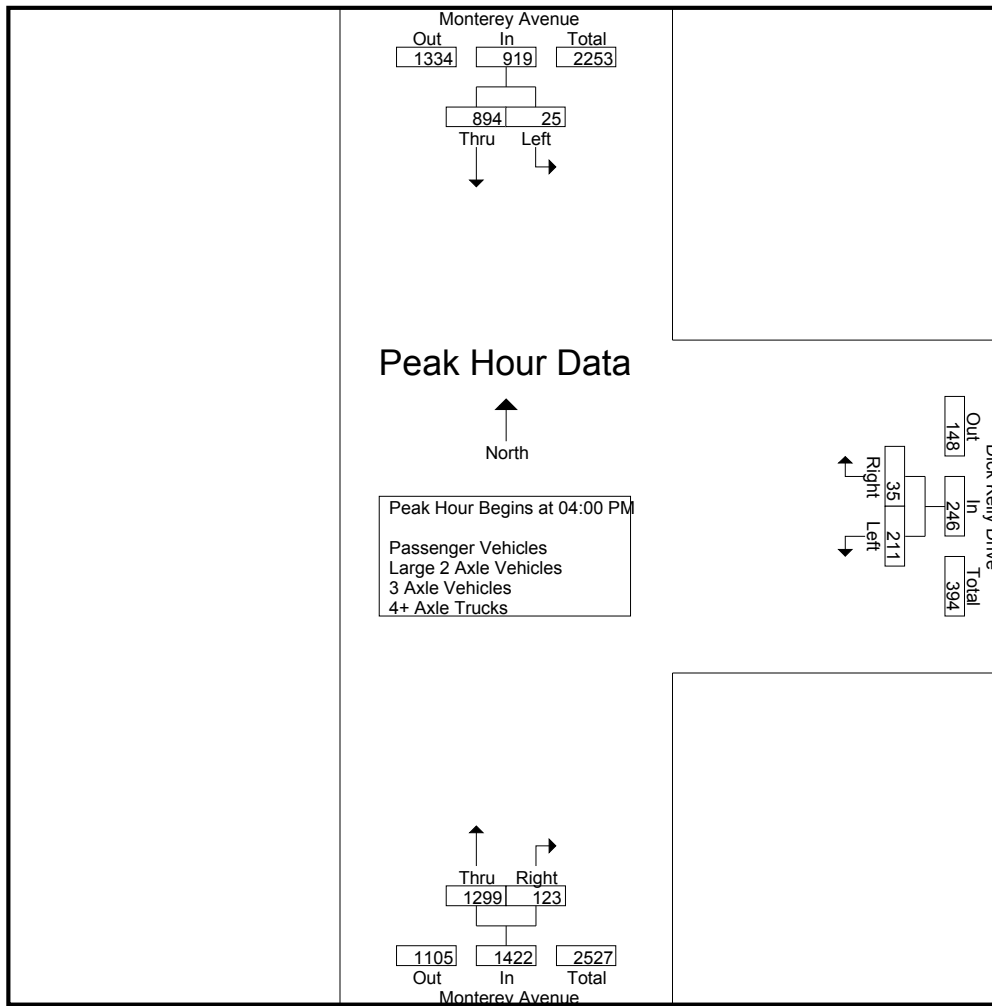 Monterey Avenue
Out In Total
1334 919 2253
894 25
Thru Left
Peak Hour Data
North
Peak Hour Begins at 04:00 PM
Passenger Vehicles
Large 2 Axle Vehicles
3 Axle Vehicles
4+ Axle Trucks
Right Left
35 211
Out In Total
148 246 394
Dick Kelly Drive
Thru Right
1299 123
1105 1422 2527
Out In Total
Monterey Avenue